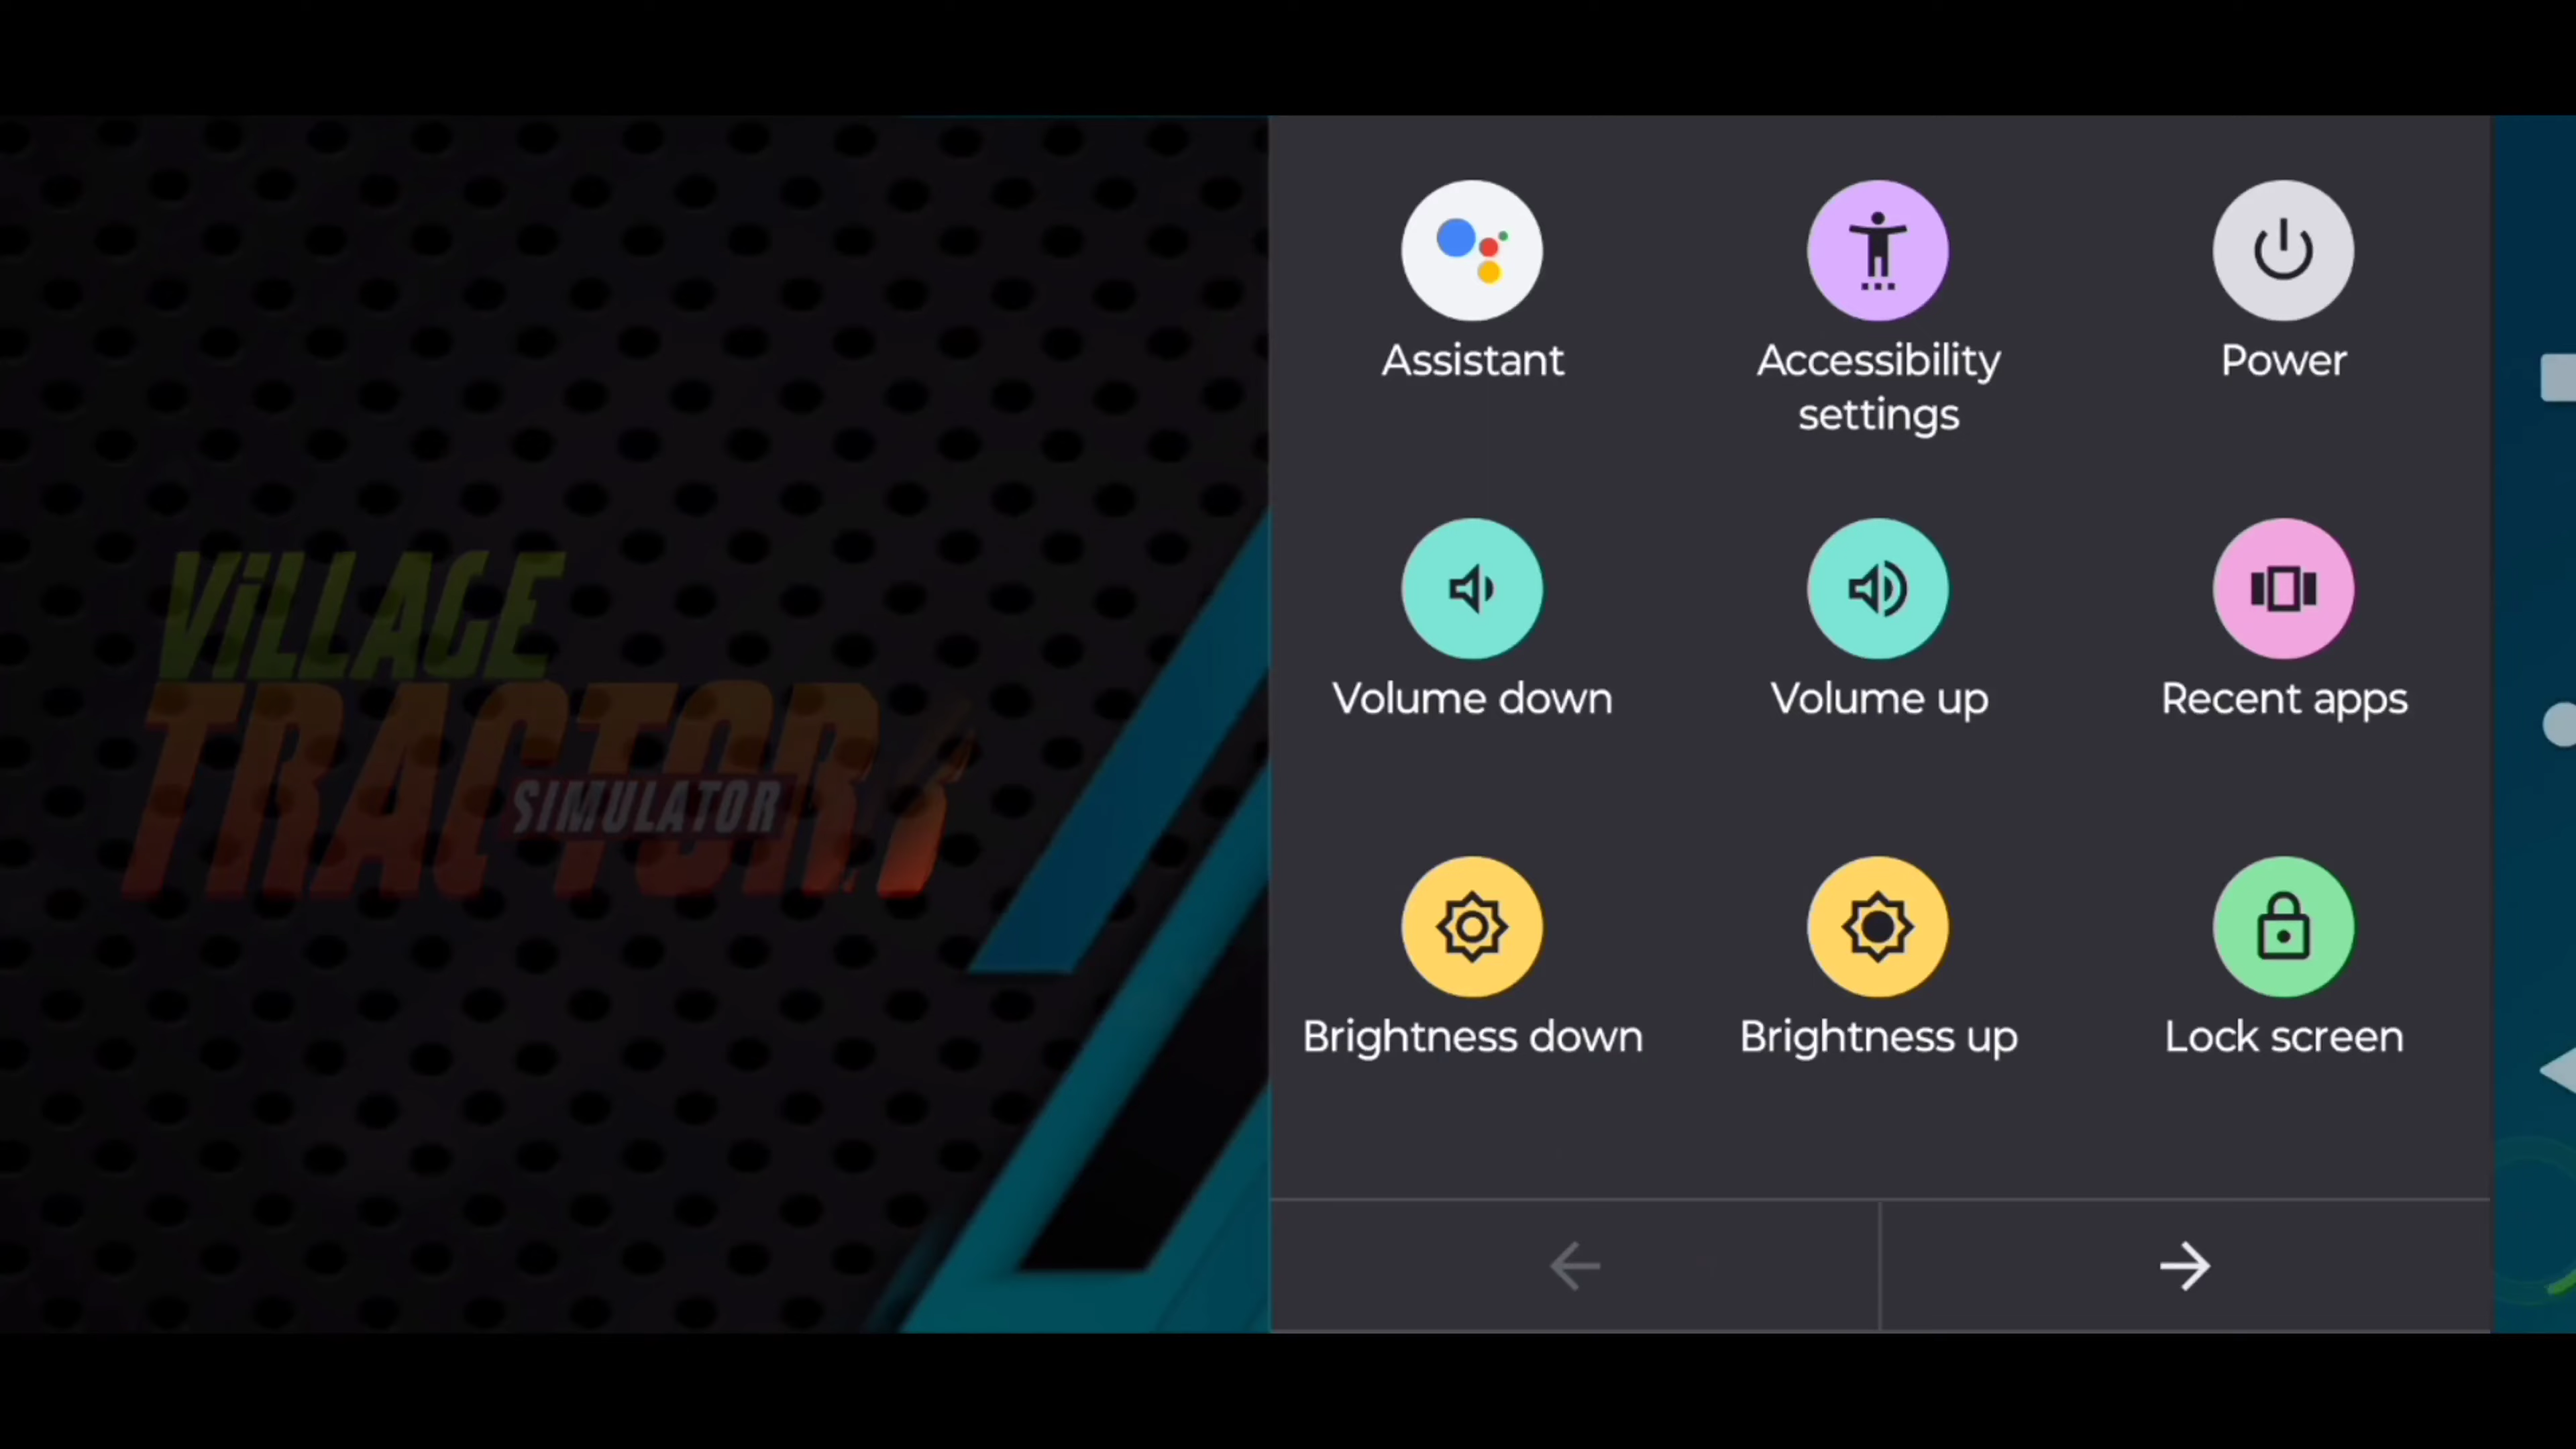 VILLAGE
TRACTOR
SIMULATOR
Assistant
Accessibility
settings
Power
Volume down
Volume up
Recent apps
Brightness down
Brightness up
Lock screen